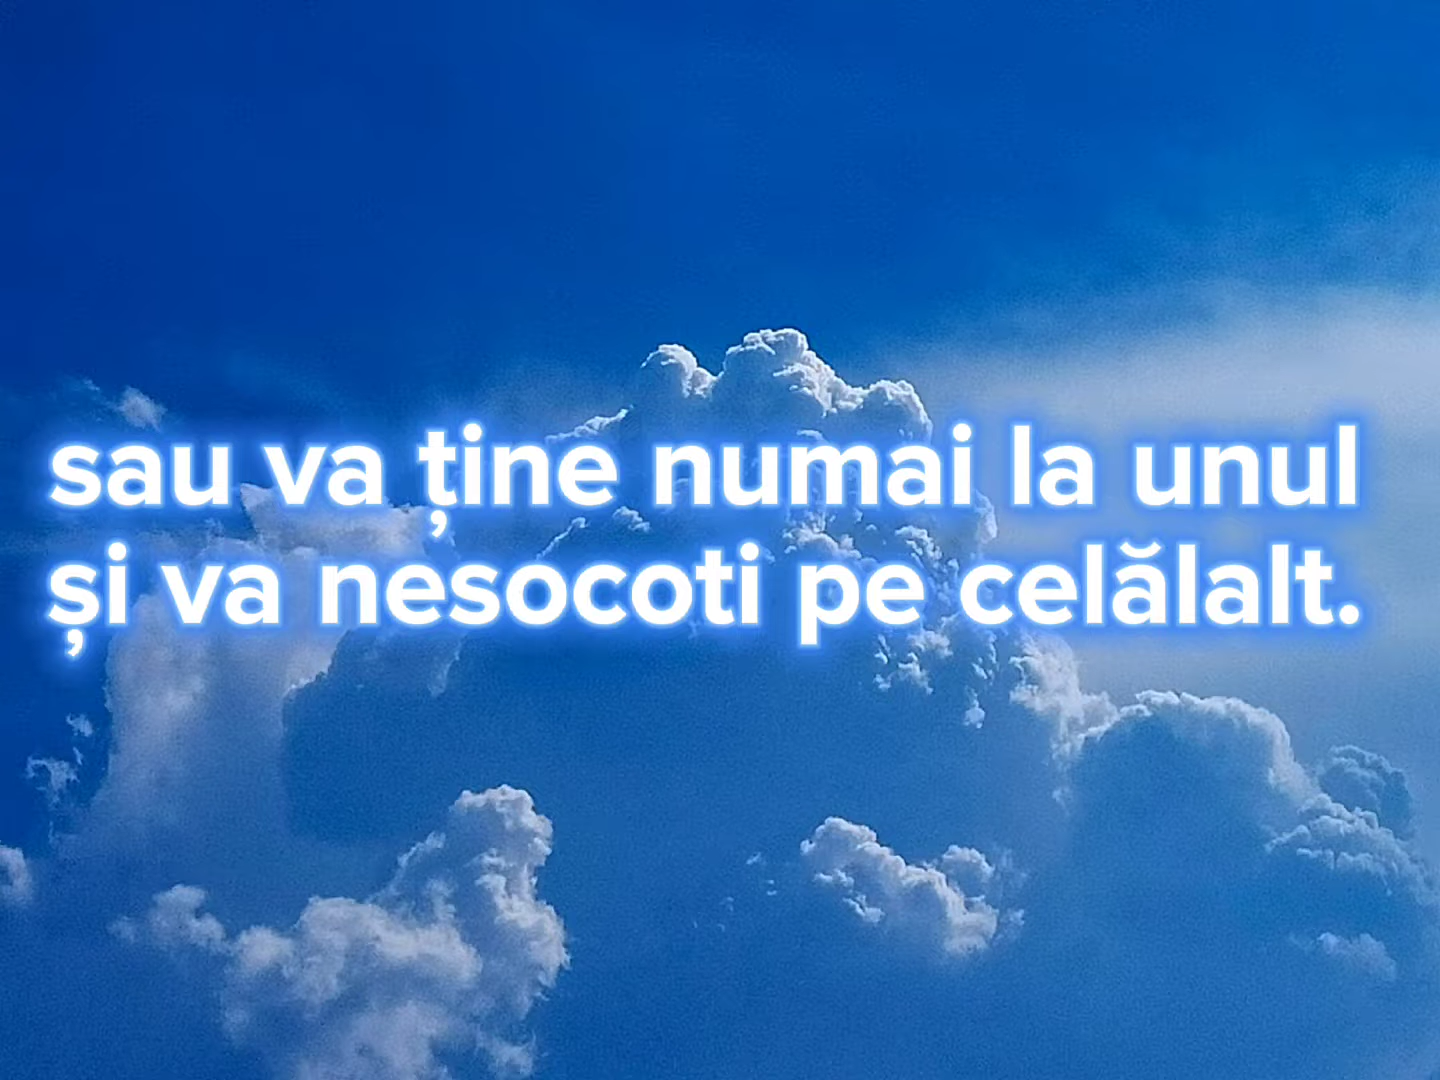 sau va ține numai la unul
și va nesocoti pe celălalt.